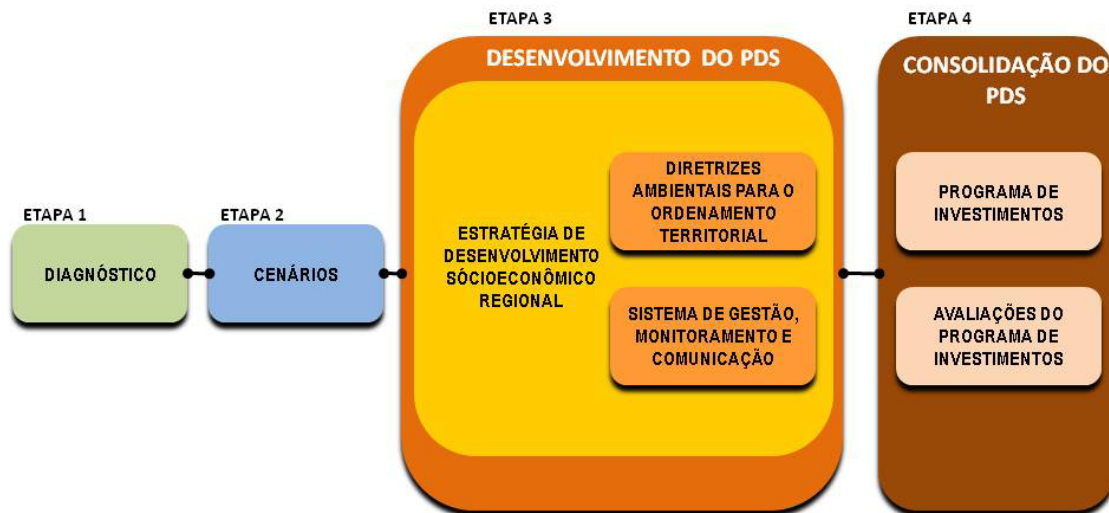 ETAPA 1
DIAGNÓSTICO
ETAPA 2
CENÁRIOS
ETAPA 3
DESENVOLVIMENTO DO PDS
ESTRATÉGIA DE
DESENVOLVIMENTO
SÓCIOECONÔMICO
REGIONAL
DIRETRIZES
AMBIENTAIS PARA O
ORDENAMENTO
TERRITORIAL
SISTEMA DE GESTÃO,
MONITORAMENTO E
COMUNICAÇÃO
ETAPA 4
CONSOLIDAÇÃO DO
PDS
PROGRAMA DE
INVESTIMENTOS
AVALIAÇÕES DO
PROGRAMA DE
INVESTIMENTOS